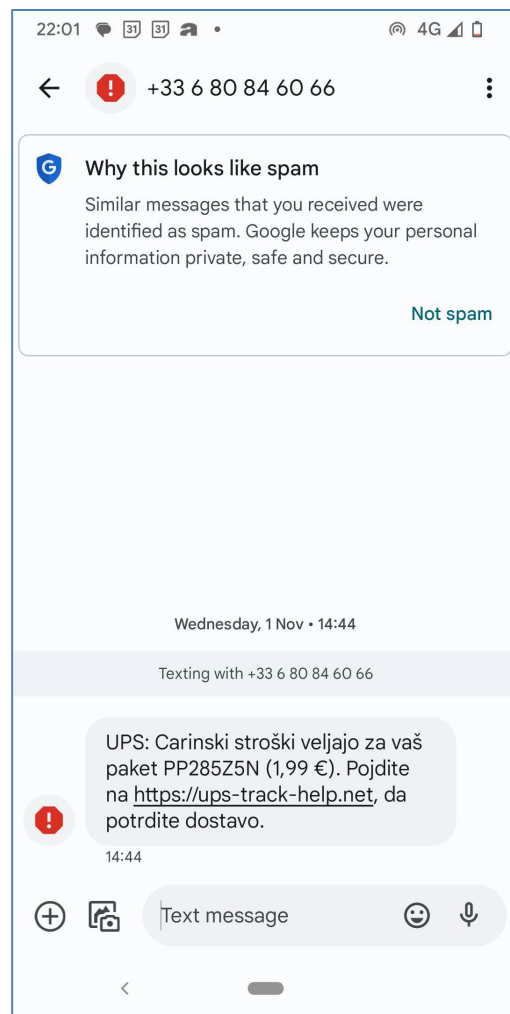 22:01 31 31 4G
+33 6 80 84 60 66
Why this looks like spam
Similar messages that you received were
identified as spam. Google keeps your personal
information private, safe and secure.
Not spam
Wednesday, 1 Nov • 14:44
Texting with +33 6 80 84 60 66
UPS: Carinski stroški veljajo za vaš
paket PP285Z5N (1,99 €). Pojdite
na https://ups-track-help.net, da
potrdite dostavo.
14:44
Text message